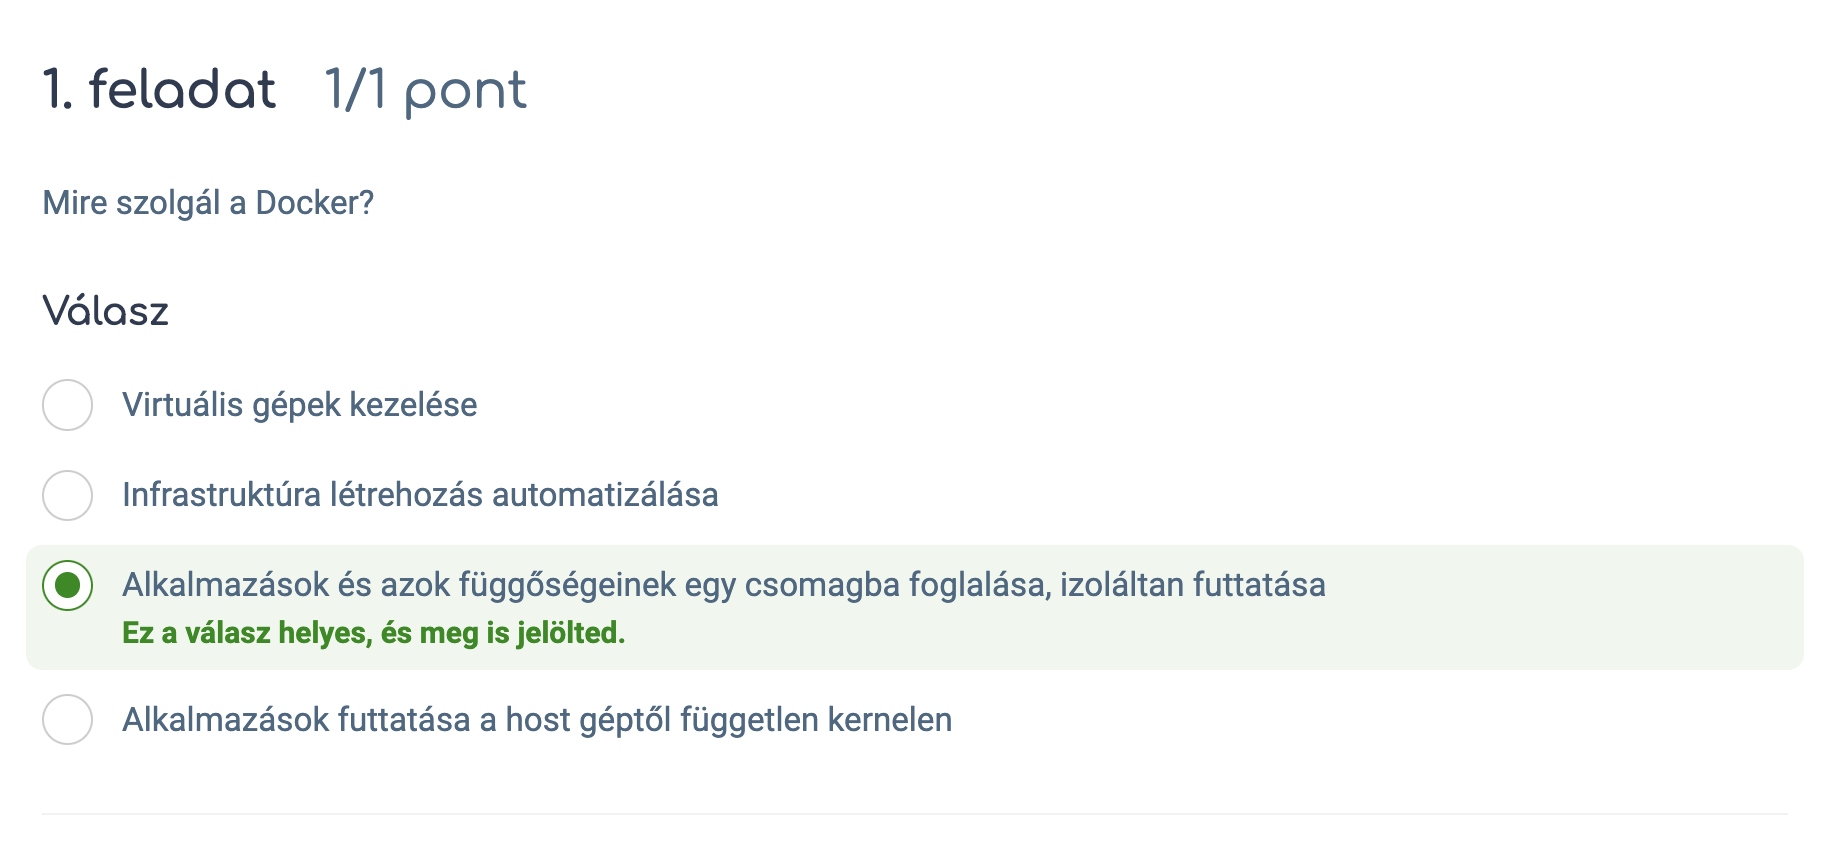 1. feladat 1/1 pont
Mire szolgál a Docker?
Válasz
Virtuális gépek kezelése
Infrastruktúra létrehozás automatizálása
Alkalmazások és azok függőségeinek egy csomagba foglalása, izoláltan futtatása
Ez a válasz helyes, és meg is jelölted.
Alkalmazások futtatása a host géptől független kernelen